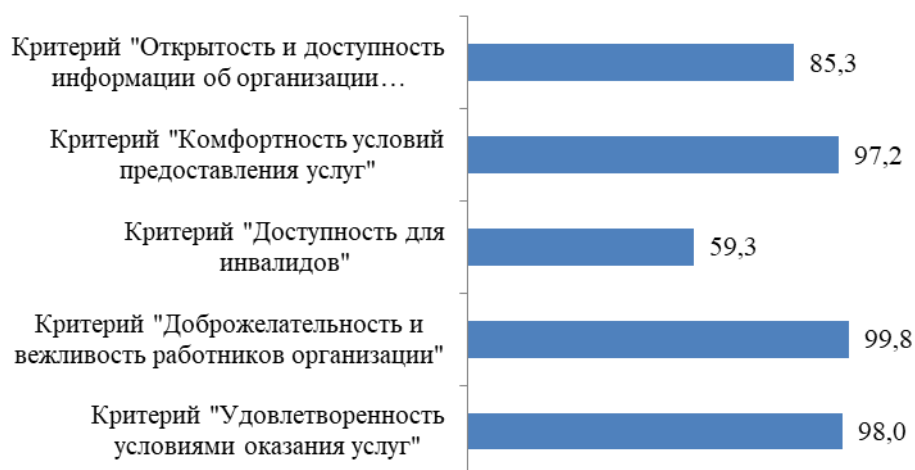 Критерий "Открытость и доступность
информации об организации…
85,3
Критерий "Комфортность условий
предоставления услуг"
97,2
Критерий "Доступность для
инвалидов"
59,3
Критерий "Доброжелательность и
вежливость работников организации"
99,8
Критерий "Удовлетворенность
условиями оказания услуг"
98,0